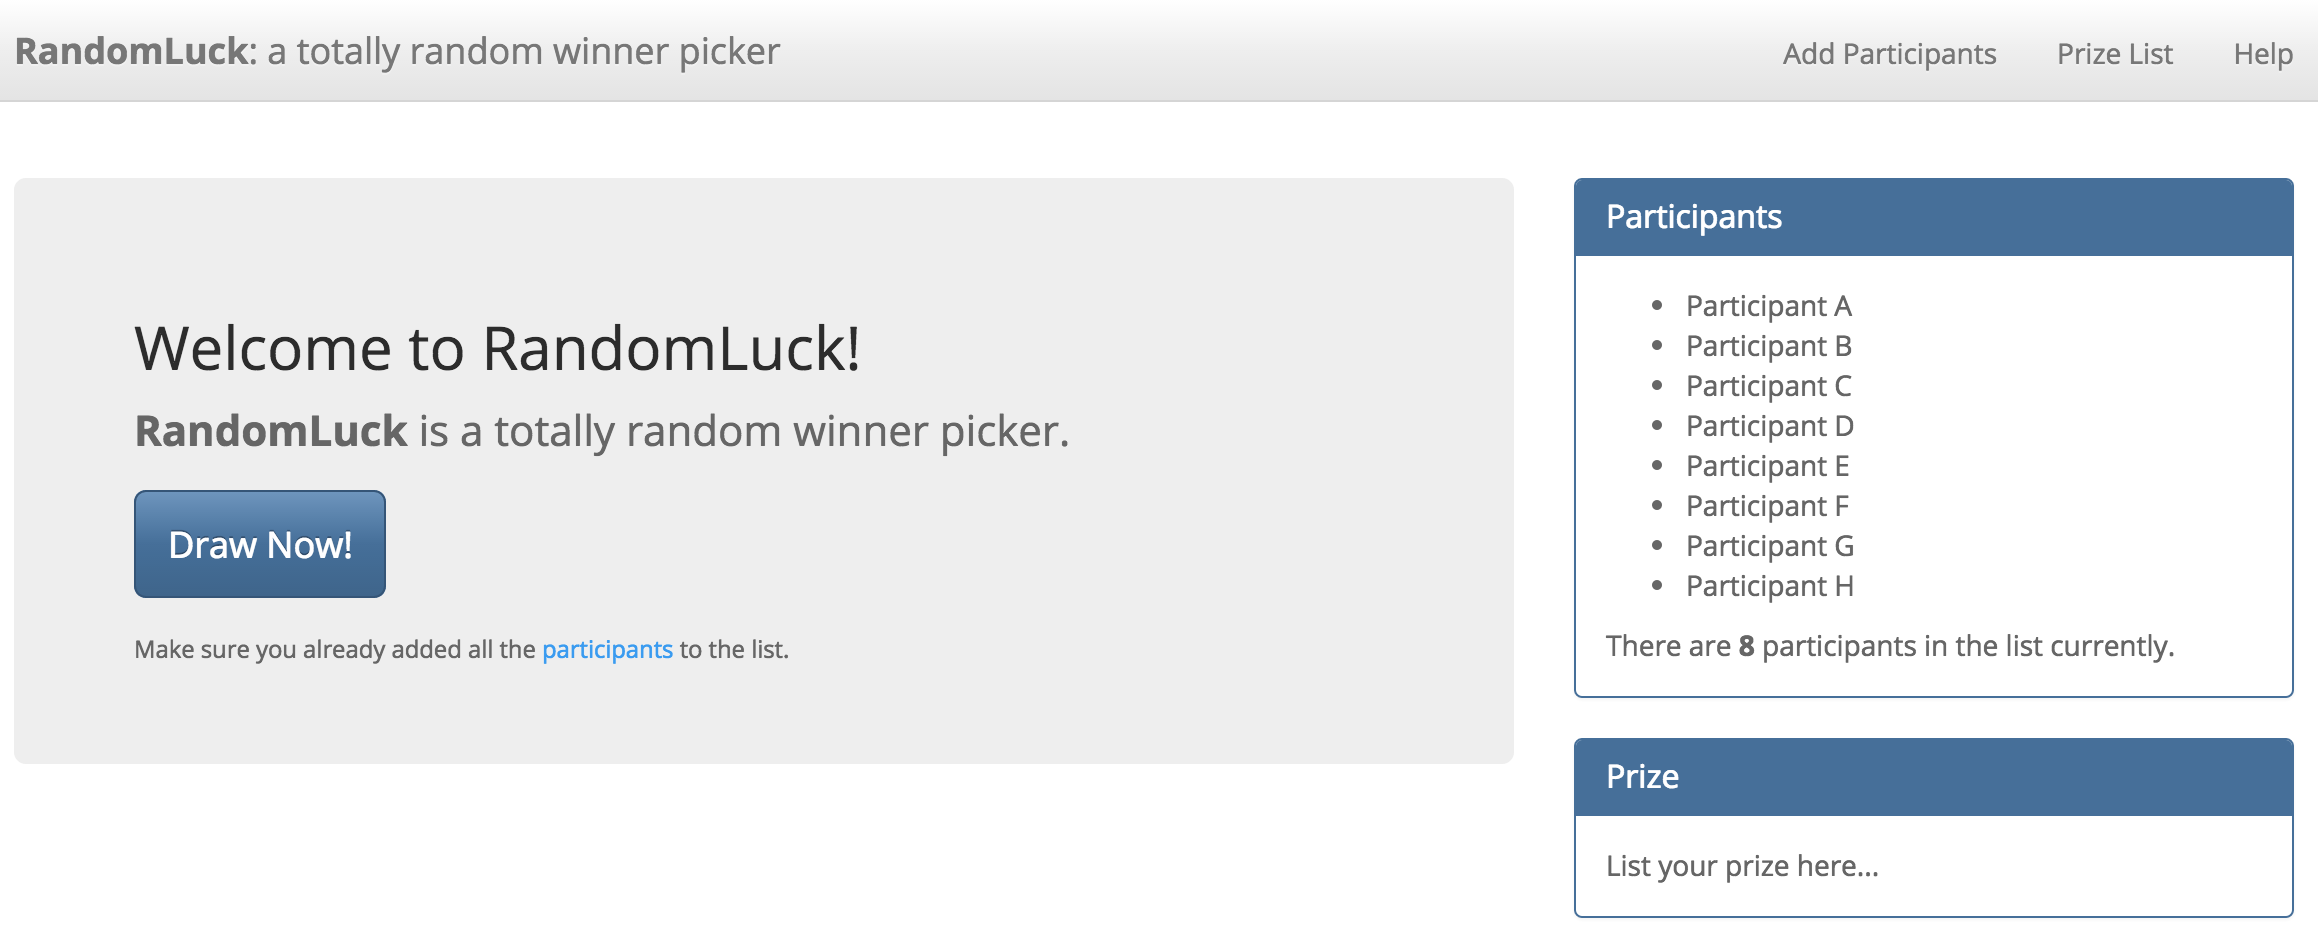 RandomLuck: a totally random winner picker
Add Participants
Prize List
Help
Welcome to RandomLuck!
RandomLuck is a totally random winner picker.
Draw Now!
Make sure you already added all the participants to the list.
Participants
Participant A
Participant B
Participant C
Participant D
Participant E
Participant F
Participant G
Participant H
There are 8 participants in the list currently.
Prize
List your prize here...